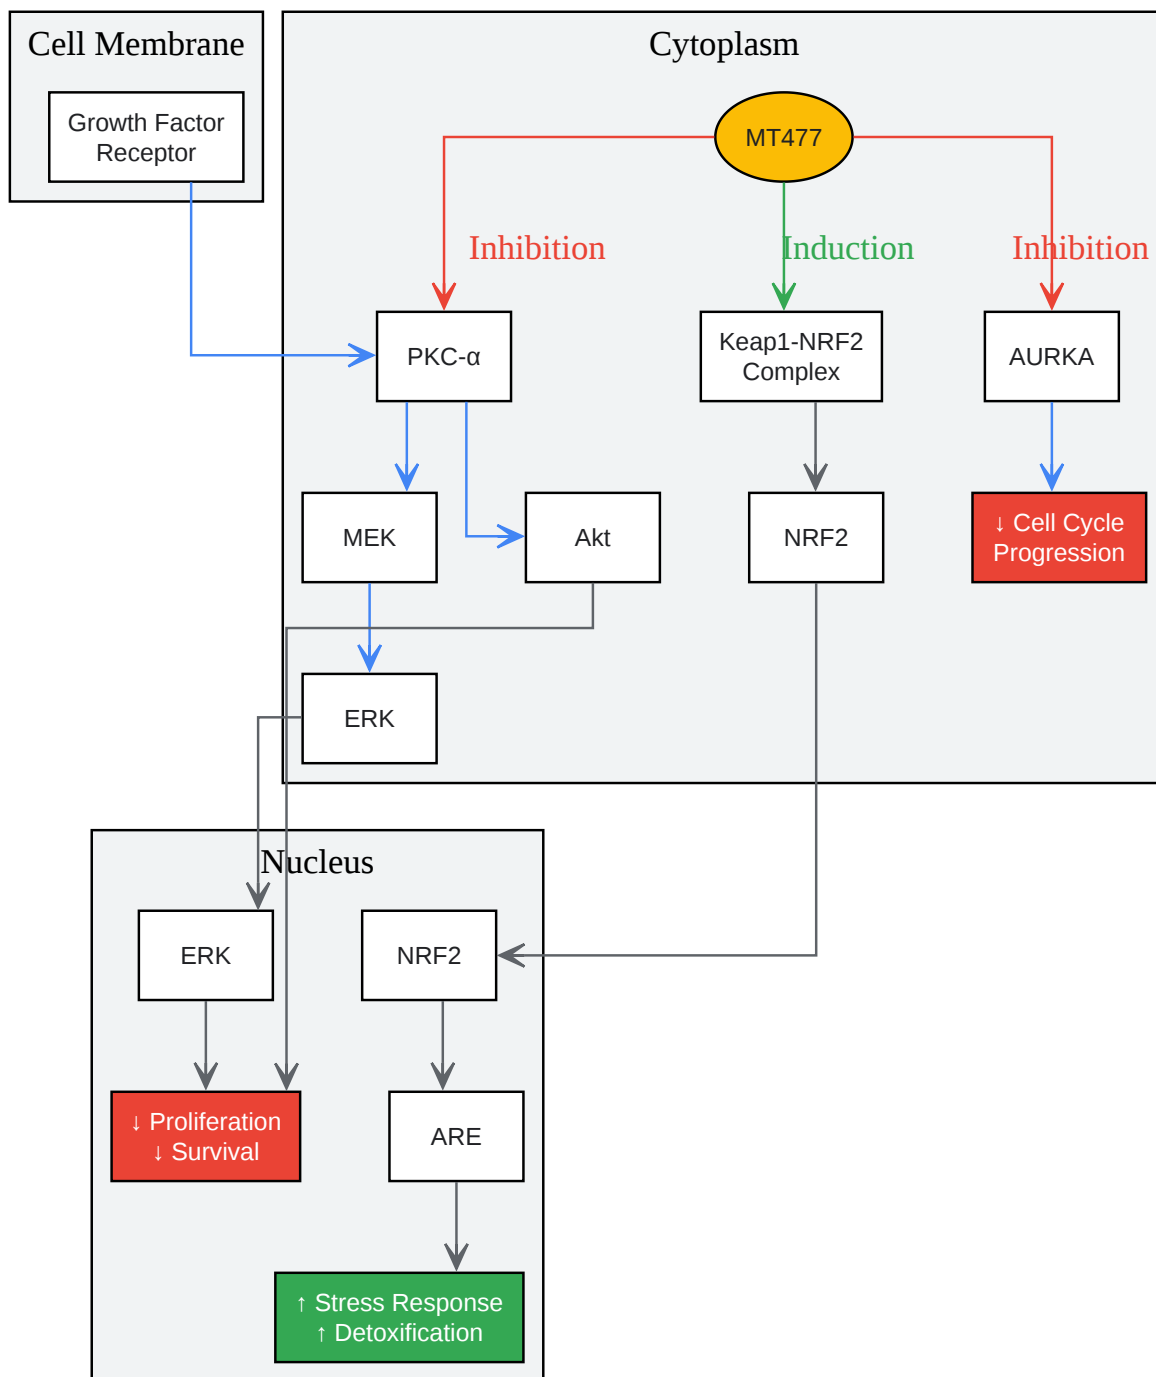 Cell Membrane
Growth Factor
Receptor
Cytoplasm
MT477
Inhibition
Induction
Inhibition
PKC-α
Keap1-NRF2
Complex
AURKA
MEK
Akt
NRF2
↓ Cell Cycle
Progression
ERK
Nucleus
ERK
NRF2
↓ Proliferation
↓ Survival
ARE
↑ Stress Response
↑ Detoxification